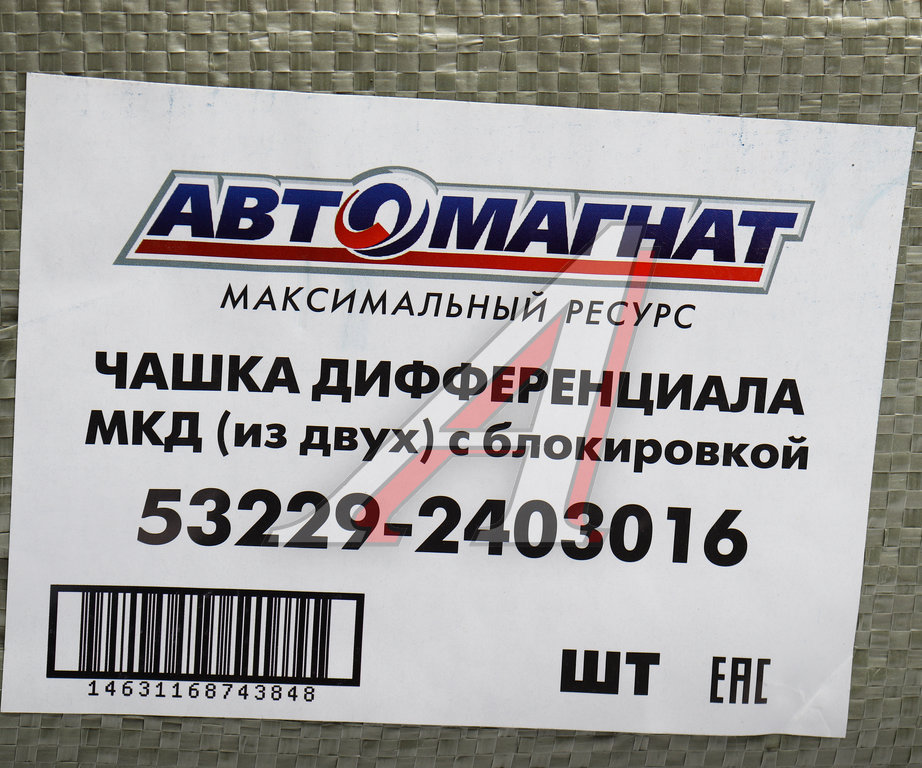 АВТОМАГНАТ
МАКСИМАЛЬНЫЙ РЕСУРС
ЧАШКА ДИФФЕРЕНЦИАЛА
МКД (из двух) с блокировкой
53229-2403016
14631168743848
ШТ EAC